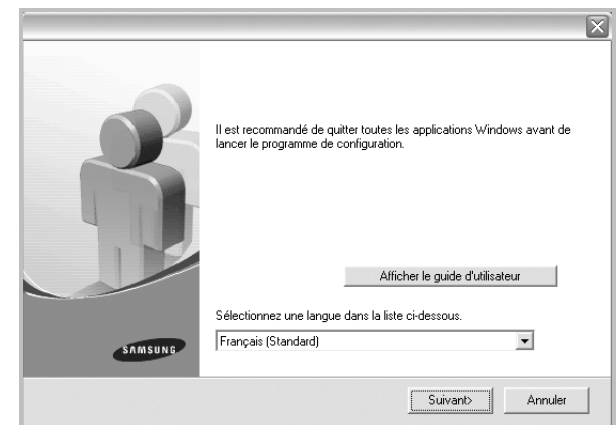 Il est recommandé de quitter toutes les applications Windows avant de
lancer le programme de configuration.
Afficher le guide d'utilisateur
Sélectionnez une langue dans la liste ci-dessous.
Français (Standard)
SAMSUNG
Suivant>
Annuler